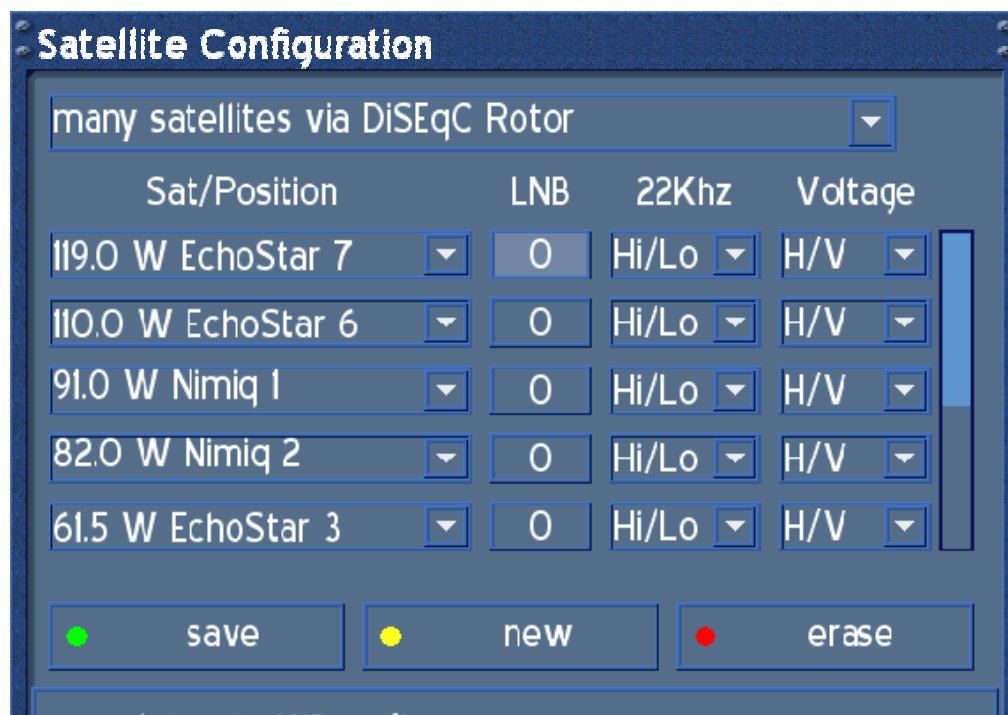 Satellite Configuration
many satellites via DiSEqC Rotor
Sat/Position LNB 22Khz Voltage
119.0 W EchoStar 7 0 Hi/Lo H/V
110.0 W EchoStar 6 0 Hi/Lo H/V
91.0 W Nimiq 1 0 Hi/Lo H/V
82.0 W Nimiq 2 0 Hi/Lo H/V
61.5 W EchoStar 3 0 Hi/Lo H/V
save new erase